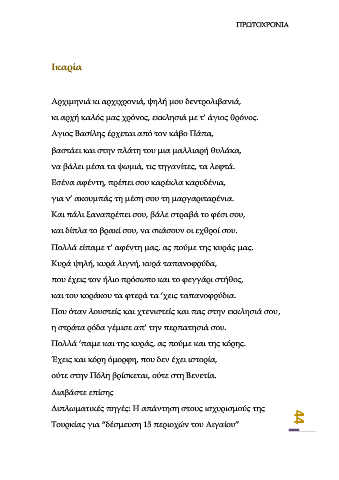 ΠΡΩΤΟΧΡΟΝΙΑ
Ικαρία
Αρχιμηνιά κι αρχιχρονιά, ψηλή μου δεντρολιβανιά,
κι αρχή καλός μας χρόνος, εκκλησιά με τ’ άγιος θρόνος.
Αγιος Βασίλης έρχεται από τον κάβο Πάπα,
βαστάει και στην πλάτη του μια μαλλιαρή θυλάκα,
να βάλει μέσα τα ψωμιά, τις τηγανίτες, τα λεφτά.
Εσένα αφέντη, πρέπει σου καρέκλα καρυδένια,
για ν’ ακουμπάς τη μέση σου τη μαργαριταρένια.
Και πάλι ξαναπρέπει σου, βάλε στραβά το φέσι σου,
και δίπλα το βρακί σου, να σκάσουν οι εχθροί σου.
Πολλά είπαμε τ’ αφέντη μας, ας πούμε της κυράς μας.
Κυρά ψηλή, κυρά λιγνή, κυρά ταπανοφρύδα,
που έχεις τον ήλιο πρόσωπο και το φεγγάρι στήθος,
και του κοράκου τα φτερά τα ‘χεις ταπανοφρύδια.
Που όταν λουστείς και χτενιστείς και πας στην εκκλησιά σου,
η στράτα ρόδα γέμισε απ’ την περπατησιά σου.
Πολλά ‘παμε και της κυράς, ας πούμε και της κόρης.
Έχεις και κόρη όμορφη, που δεν έχει ιστορία,
ούτε στην Πόλη βρίσκεται, ούτε στη Βενετία.
Διαβάστε επίσης
Διπλωματικές πηγές: Η απάντηση στους ισχυρισμούς της
Τουρκίας για “δέσμευση 15 περιοχών του Αιγαίου”
44